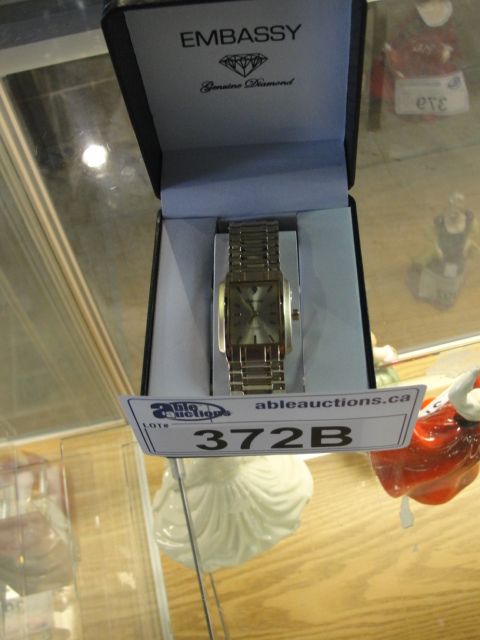 EMBASSY
Genuine Diamond
379
able auctions
ableauctions.ca
LOT#
372B